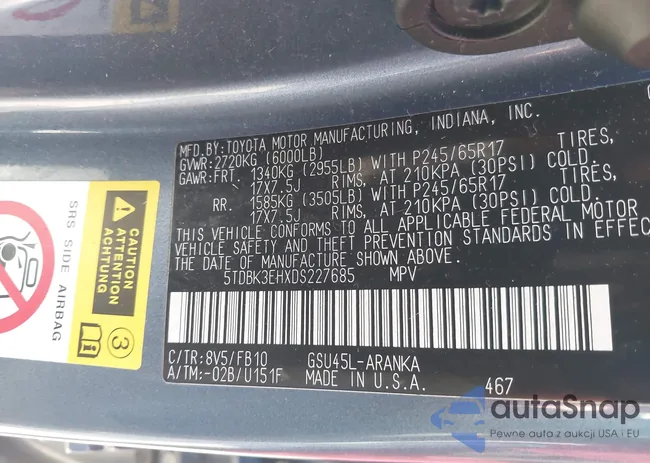 MFD.BY:TOYOTA MOTOR MANUFACTURING, INDIANA, INC.
GVWR:2720KG(6000LB)
GAWR:FRT. 1340KG(2955LB)WITH P245/65R17 TIRES,
17X7.5J RIMS, AT 210KPA(30PSI)COLD.
RR. 1585KG(3505LB)WITH P245/65R17 TIRES,
17X7.5J RIMS, AT 210KPA(30PSI)COLD.
THIS VEHICLE CONFORMS TO ALL APPLICABLE FEDERAL MOTOR
VEHICLE SAFETY AND THEFT PREVENTION STANDARDS IN EFFEC
THE DATE OF MANUFACTURE SHOWN ABOVE.
5TDBK3EHXDS227685 MPV
C/TR:8V5/FB10 GSU45L-ARANKA
A/TM:-02B/U151F MADE IN U.S.A. 467
SRS SIDE AIRBAG
CAUTION
ATTENTION
i
3
autaSnap
Pewne auta z aukcji USA i EU